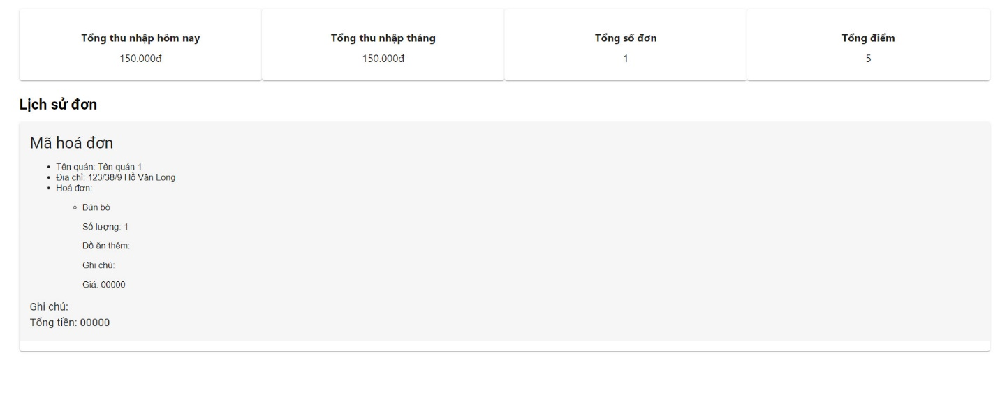 Tổng thu nhập hôm nay
150.000đ
Tổng thu nhập tháng
150.000đ
Tổng số đơn
1
Tổng điểm
5
Lịch sử đơn
Mã hoá đơn
Tên quán: Tên quán 1
Địa chỉ: 123/38/9 Hồ Văn Long
Hoá đơn:
Bún bò
Số lượng: 1
Đồ ăn thêm:
Ghi chú:
Giá: 00000
Ghi chú:
Tổng tiền: 00000